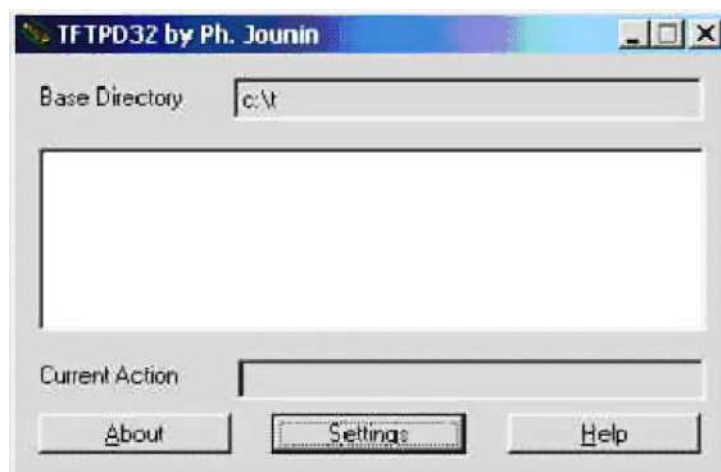 TFTPD32 by Ph. Jounin
Base Directory c:\t
Current Action
About Settings Help